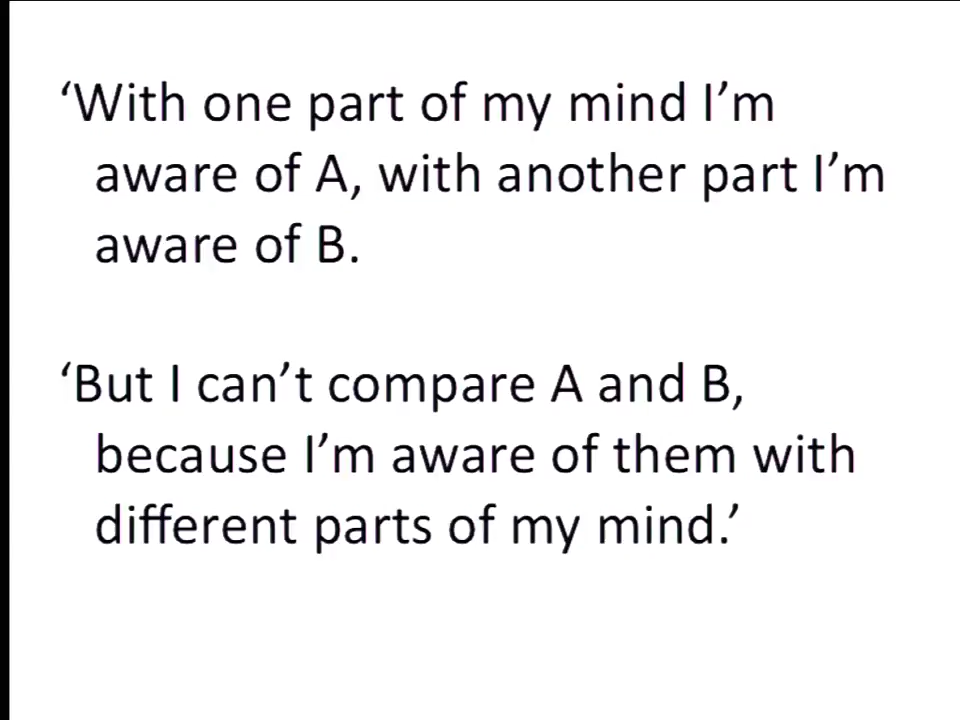 ‘With one part of my mind I’m
aware of A, with another part I’m
aware of B.
‘But I can’t compare A and B,
because I’m aware of them with
different parts of my mind.’